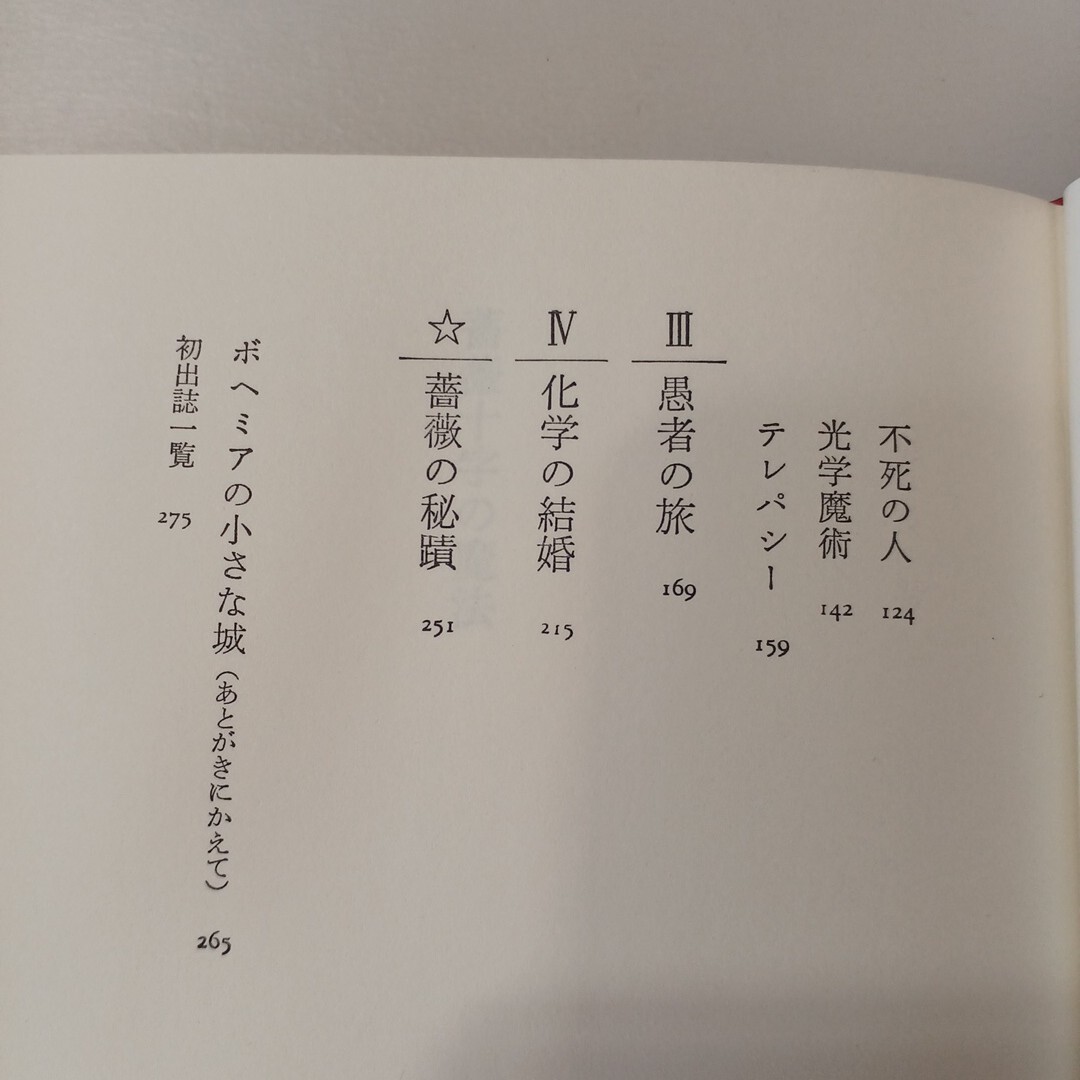 不死の人 124
光学魔術 142
テレパシー 159
Ⅲ 愚者の旅 169
Ⅳ 化学の結婚 215
☆ 薔薇の秘蹟 251
ボヘミアの小さな城(あとがきにかえて) 265
初出誌一覧 275